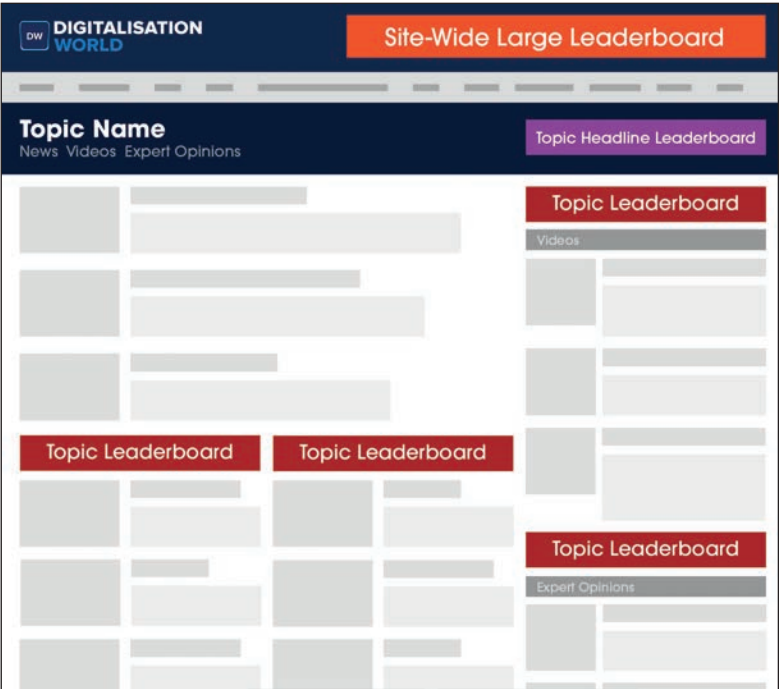 DW DIGITALISATION
WORLD
Site-Wide Large Leaderboard
Topic Name
News Videos Expert Opinions
Topic Headline Leaderboard
Topic Leaderboard
Videos
Topic Leaderboard
Topic Leaderboard
Topic Leaderboard
Expert Opinions